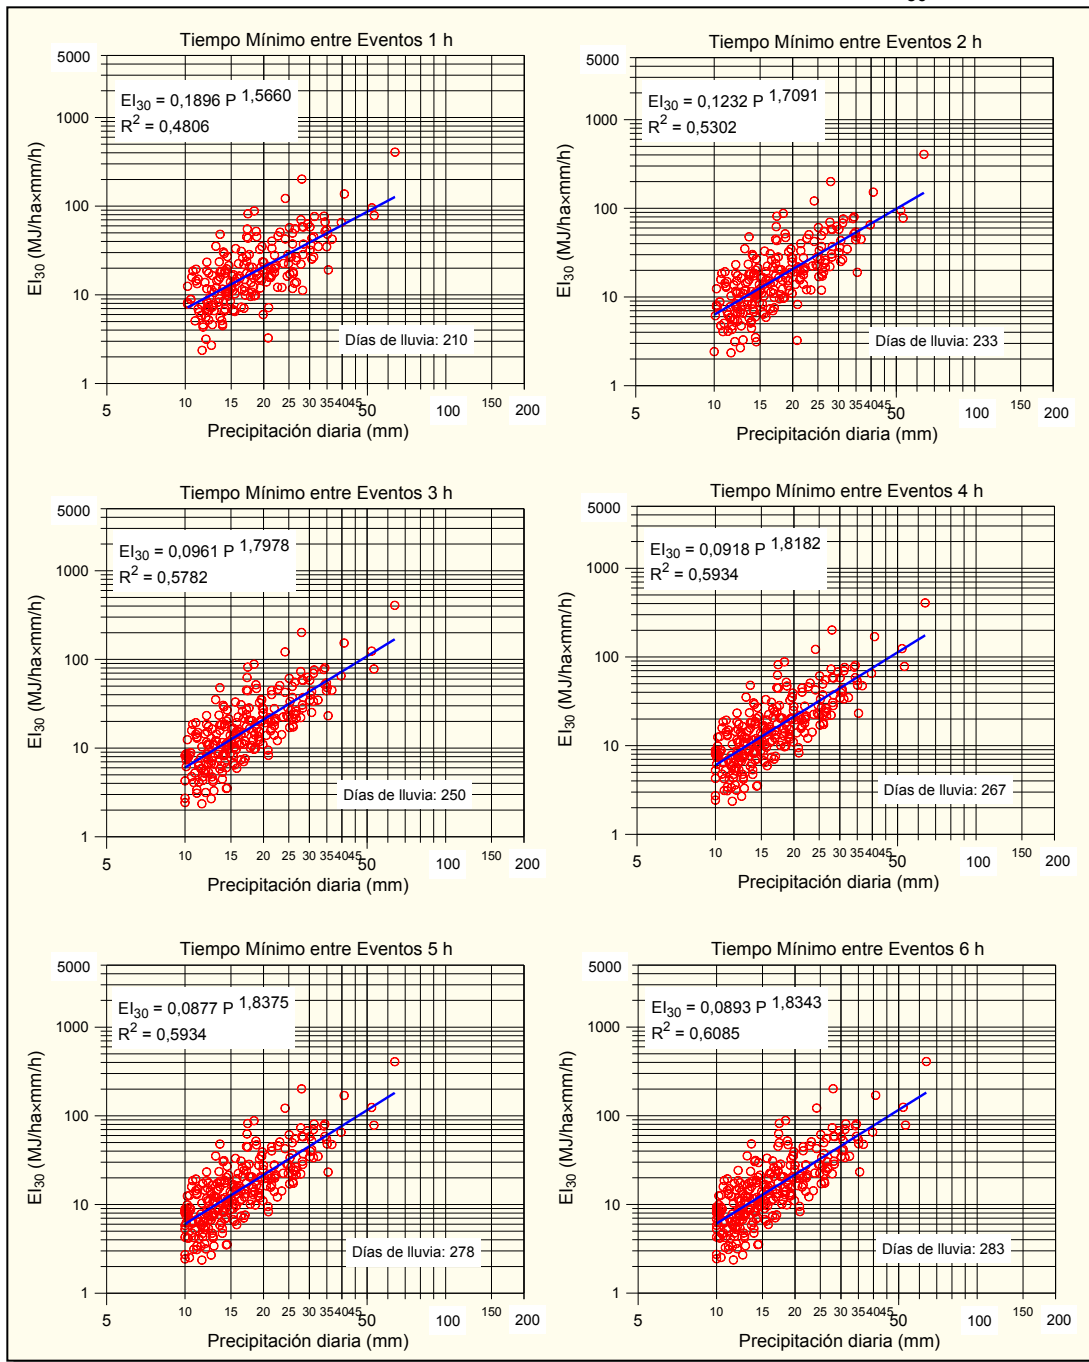 Tiempo Mínimo entre Eventos 1 h
EI30 = 0,1896 P 1,5660
R2 = 0,4806
5000
1000
100
10
1
EI30 (MJ/ha×mm/h)
Días de lluvia: 210
5 10 15 20 25 30 35 40 45 50 100 150 200
Precipitación diaria (mm)
Tiempo Mínimo entre Eventos 2 h
EI30 = 0,1232 P 1,7091
R2 = 0,5302
5000
1000
100
10
1
EI30 (MJ/ha×mm/h)
Días de lluvia: 233
5 10 15 20 25 30 35 40 45 50 100 150 200
Precipitación diaria (mm)
Tiempo Mínimo entre Eventos 3 h
EI30 = 0,0961 P 1,7978
R2 = 0,5782
5000
1000
100
10
1
EI30 (MJ/ha×mm/h)
Días de lluvia: 250
5 10 15 20 25 30 35 40 45 50 100 150 200
Precipitación diaria (mm)
Tiempo Mínimo entre Eventos 4 h
EI30 = 0,0918 P 1,8182
R2 = 0,5934
5000
1000
100
10
1
EI30 (MJ/ha×mm/h)
Días de lluvia: 267
5 10 15 20 25 30 35 40 45 50 100 150 200
Precipitación diaria (mm)
Tiempo Mínimo entre Eventos 5 h
EI30 = 0,0877 P 1,8375
R2 = 0,5934
5000
1000
100
10
1
EI30 (MJ/ha×mm/h)
Días de lluvia: 278
5 10 15 20 25 30 35 40 45 50 100 150 200
Precipitación diaria (mm)
Tiempo Mínimo entre Eventos 6 h
EI30 = 0,0893 P 1,8343
R2 = 0,6085
5000
1000
100
10
1
EI30 (MJ/ha×mm/h)
Días de lluvia: 283
5 10 15 20 25 30 35 40 45 50 100 150 200
Precipitación diaria (mm)